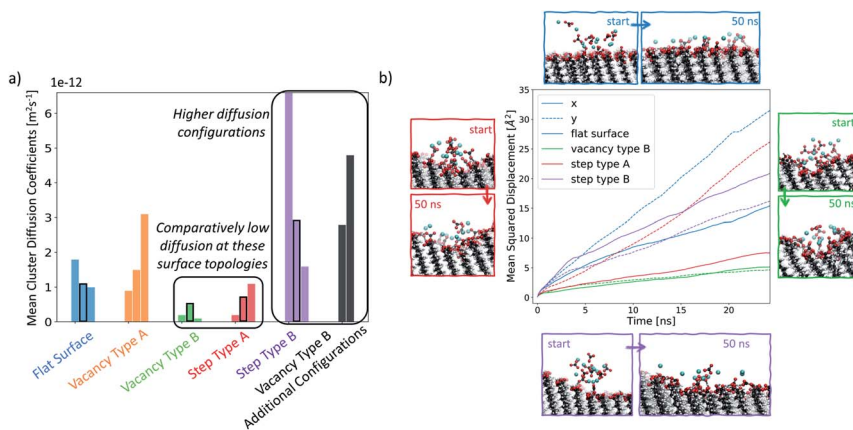 a)
1e-12
Mean Cluster Diffusion Coefficients [m²s⁻¹]
6
5
4
3
2
1
0
Higher diffusion
configurations
Comparatively low
diffusion at these
surface topologies
Flat Surface
Vacancy Type A
Vacancy Type B
Step Type A
Step Type B
Vacancy Type B
Additional Configurations
b)
start
50 ns
start
50 ns
Mean Squared Displacement [Å²]
35
30
25
20
15
10
5
0
x
y
flat surface
vacancy type B
step type A
step type B
0
5
10
15
20
Time [ns]
start
50 ns
start
50 ns